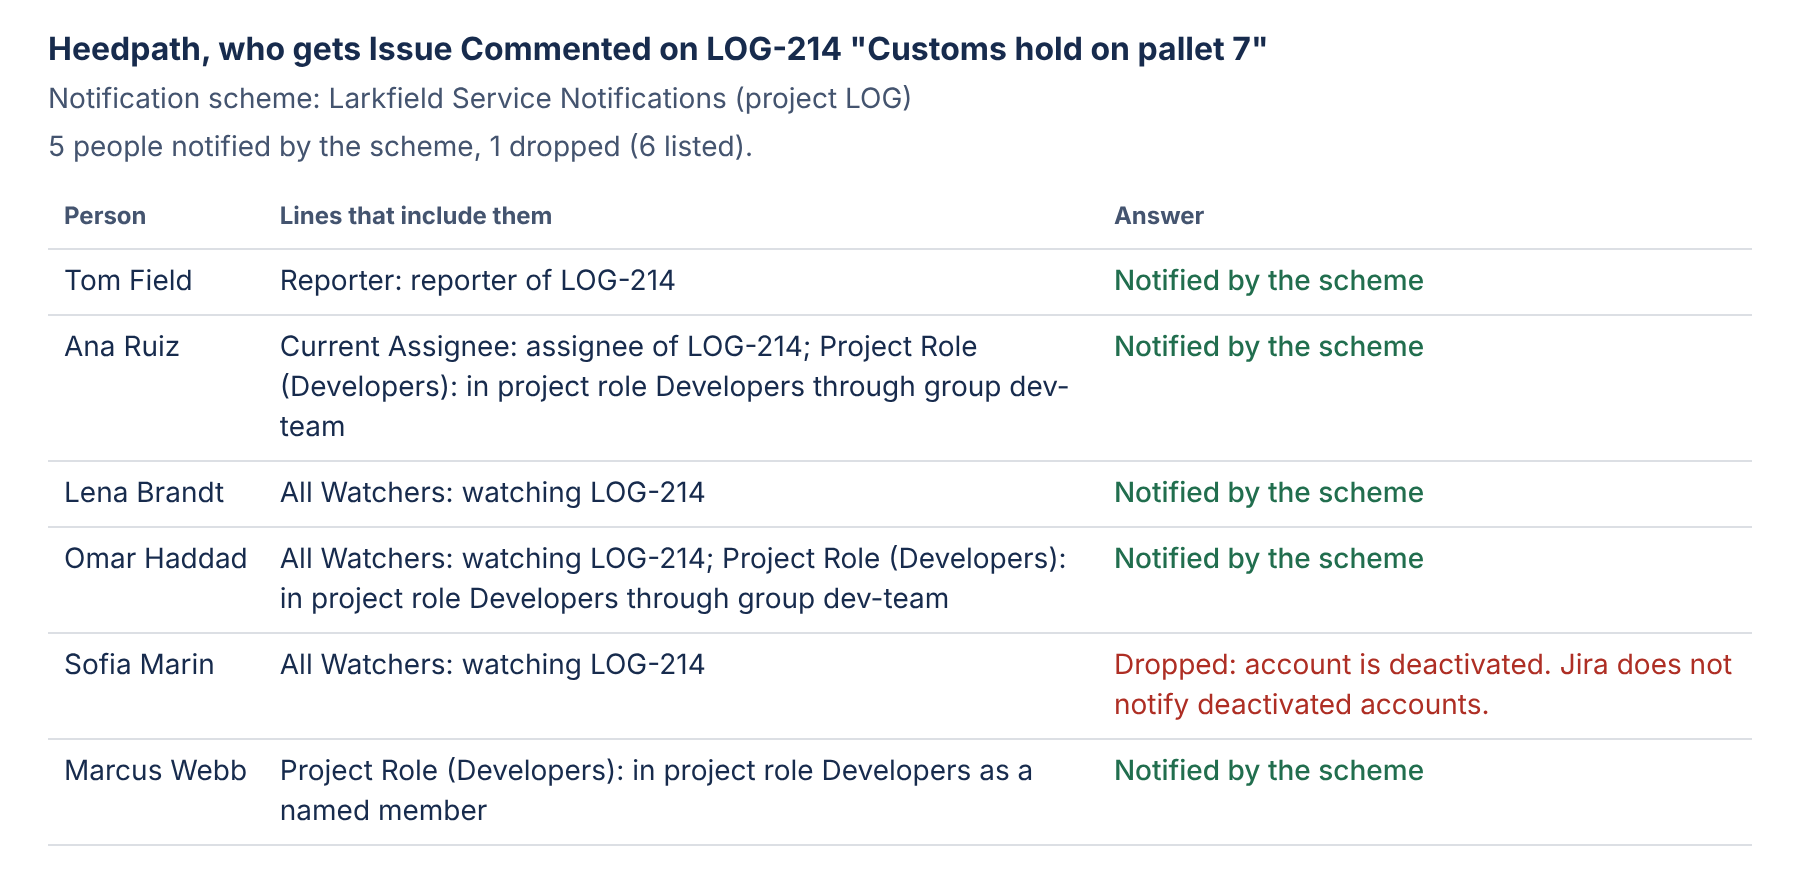 Heedpath, who gets Issue Commented on LOG-214 "Customs hold on pallet 7"
Notification scheme: Larkfield Service Notifications (project LOG)
5 people notified by the scheme, 1 dropped (6 listed).
Person Lines that include them Answer
Tom Field Reporter: reporter of LOG-214 Notified by the scheme
Ana Ruiz Current Assignee: assignee of LOG-214; Project Role Notified by the scheme
(Developers): in project role Developers through group dev-
team
Lena Brandt All Watchers: watching LOG-214 Notified by the scheme
Omar Haddad All Watchers: watching LOG-214; Project Role (Developers): Notified by the scheme
in project role Developers through group dev-team
Sofia Marin All Watchers: watching LOG-214 Dropped: account is deactivated. Jira does not
notify deactivated accounts.
Marcus Webb Project Role (Developers): in project role Developers as a Notified by the scheme
named member